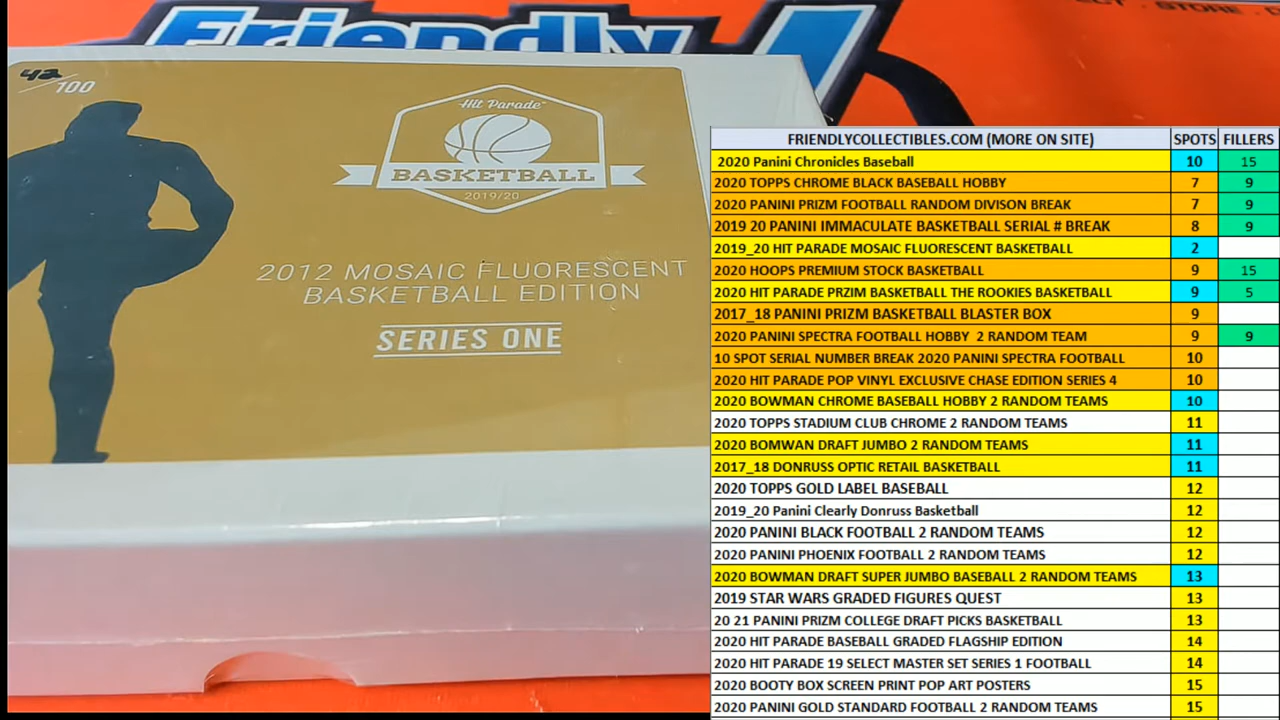 Friendly
ECT · STORE ·
42/100
Hit Parade
BASKETBALL
2019/20
2012 MOSAIC FLUORESCENT
BASKETBALL EDITION
SERIES ONE
FRIENDLYCOLLECTIBLES.COM (MORE ON SITE) SPOTS FILLERS
2020 Panini Chronicles Baseball 10 15
2020 TOPPS CHROME BLACK BASEBALL HOBBY 7 9
2020 PANINI PRIZM FOOTBALL RANDOM DIVISON BREAK 7 9
2019 20 PANINI IMMACULATE BASKETBALL SERIAL # BREAK 8 9
2019_20 HIT PARADE MOSAIC FLUORESCENT BASKETBALL 2
2020 HOOPS PREMIUM STOCK BASKETBALL 9 15
2020 HIT PARADE PRZIM BASKETBALL THE ROOKIES BASKETBALL 9 5
2017_18 PANINI PRIZM BASKETBALL BLASTER BOX 9
2020 PANINI SPECTRA FOOTBALL HOBBY 2 RANDOM TEAM 9 9
10 SPOT SERIAL NUMBER BREAK 2020 PANINI SPECTRA FOOTBALL 10
2020 HIT PARADE POP VINYL EXCLUSIVE CHASE EDITION SERIES 4 10
2020 BOWMAN CHROME BASEBALL HOBBY 2 RANDOM TEAMS 10
2020 TOPPS STADIUM CLUB CHROME 2 RANDOM TEAMS 11
2020 BOMWAN DRAFT JUMBO 2 RANDOM TEAMS 11
2017_18 DONRUSS OPTIC RETAIL BASKETBALL 11
2020 TOPPS GOLD LABEL BASEBALL 12
2019_20 Panini Clearly Donruss Basketball 12
2020 PANINI BLACK FOOTBALL 2 RANDOM TEAMS 12
2020 PANINI PHOENIX FOOTBALL 2 RANDOM TEAMS 12
2020 BOWMAN DRAFT SUPER JUMBO BASEBALL 2 RANDOM TEAMS 13
2019 STAR WARS GRADED FIGURES QUEST 13
20 21 PANINI PRIZM COLLEGE DRAFT PICKS BASKETBALL 13
2020 HIT PARADE BASEBALL GRADED FLAGSHIP EDITION 14
2020 HIT PARADE 19 SELECT MASTER SET SERIES 1 FOOTBALL 14
2020 BOOTY BOX SCREEN PRINT POP ART POSTERS 15
2020 PANINI GOLD STANDARD FOOTBALL 2 RANDOM TEAMS 15